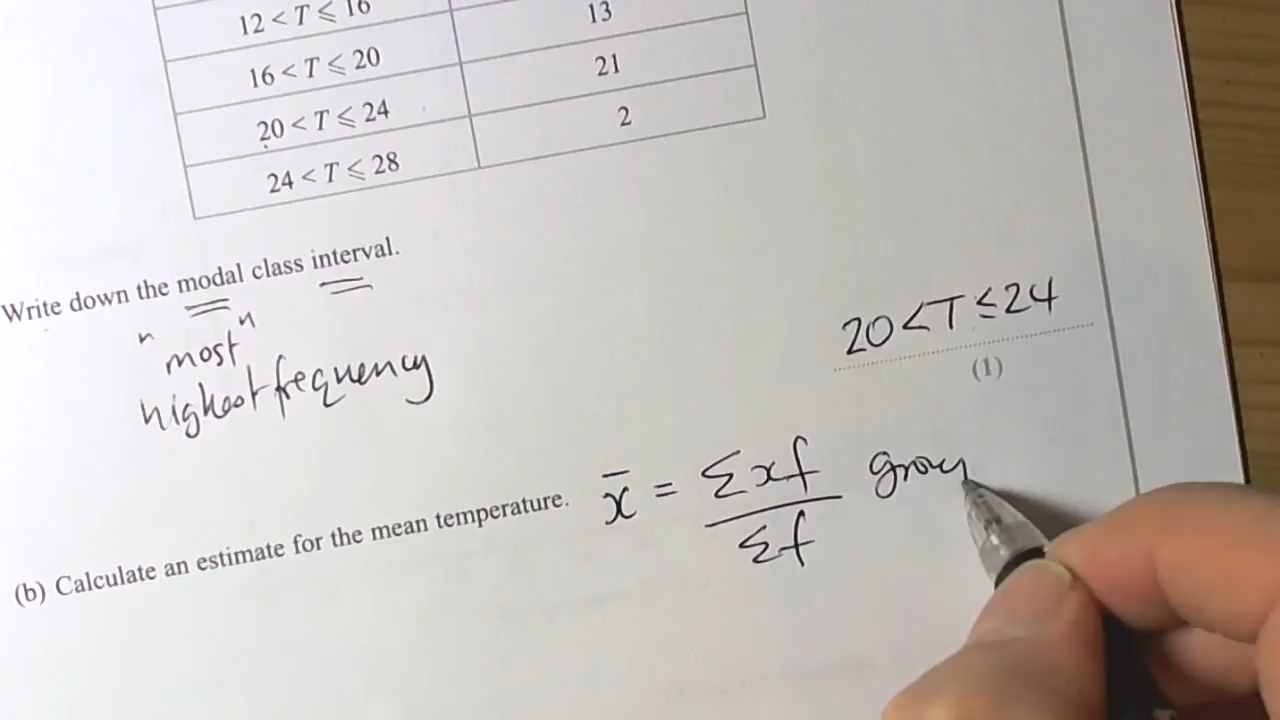 12 < T ⩽ 16
13
16 < T ⩽ 20
21
20 < T ⩽ 24
2
24 < T ⩽ 28
Write down the modal class interval.
"most"
highest frequency
20 < T ≤ 24
(1)
(b) Calculate an estimate for the mean temperature.
x̄ = Σxf / Σf
grou